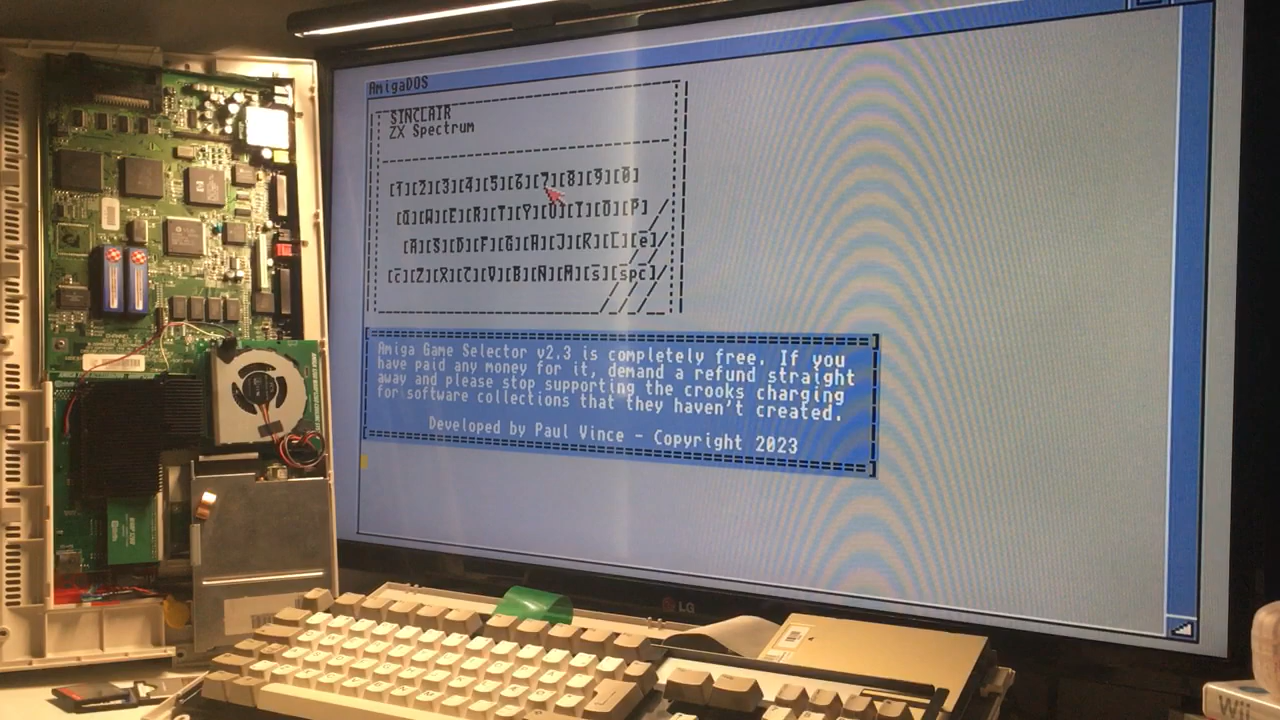 AmigaDOS
SINCLAIR
ZX Spectrum
[1][2][3][4][5][6][7][8][9][0]
[Q][W][E][R][T][Y][U][I][O][P]
[A][S][D][F][G][H][J][K][L][e]
[c][Z][X][C][V][B][N][M][s][spc]
Amiga Game Selector v2.3 is completely free. If you
have paid any money for it, demand a refund straight
away and please stop supporting the crooks charging
for software collections that they haven't created.
Developed by Paul Vince - Copyright 2023
LG
Wii